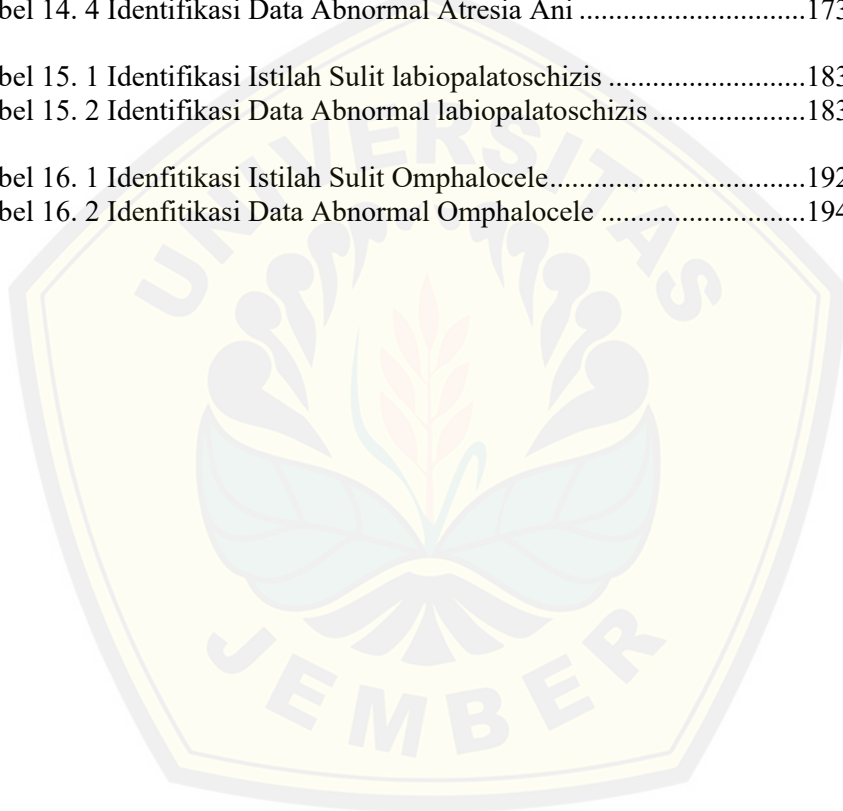 bel 14. 4 Identifikasi Data Abnormal Atresia Ani ..............................173
bel 15. 1 Identifikasi Istilah Sulit labiopalatoschizis ..........................183
bel 15. 2 Identifikasi Data Abnormal labiopalatoschizis ....................183
bel 16. 1 Idenfitikasi Istilah Sulit Omphalocele..................................192
bel 16. 2 Idenfitikasi Data Abnormal Omphalocele ...........................194
UNIVERSITAS
JEMBER